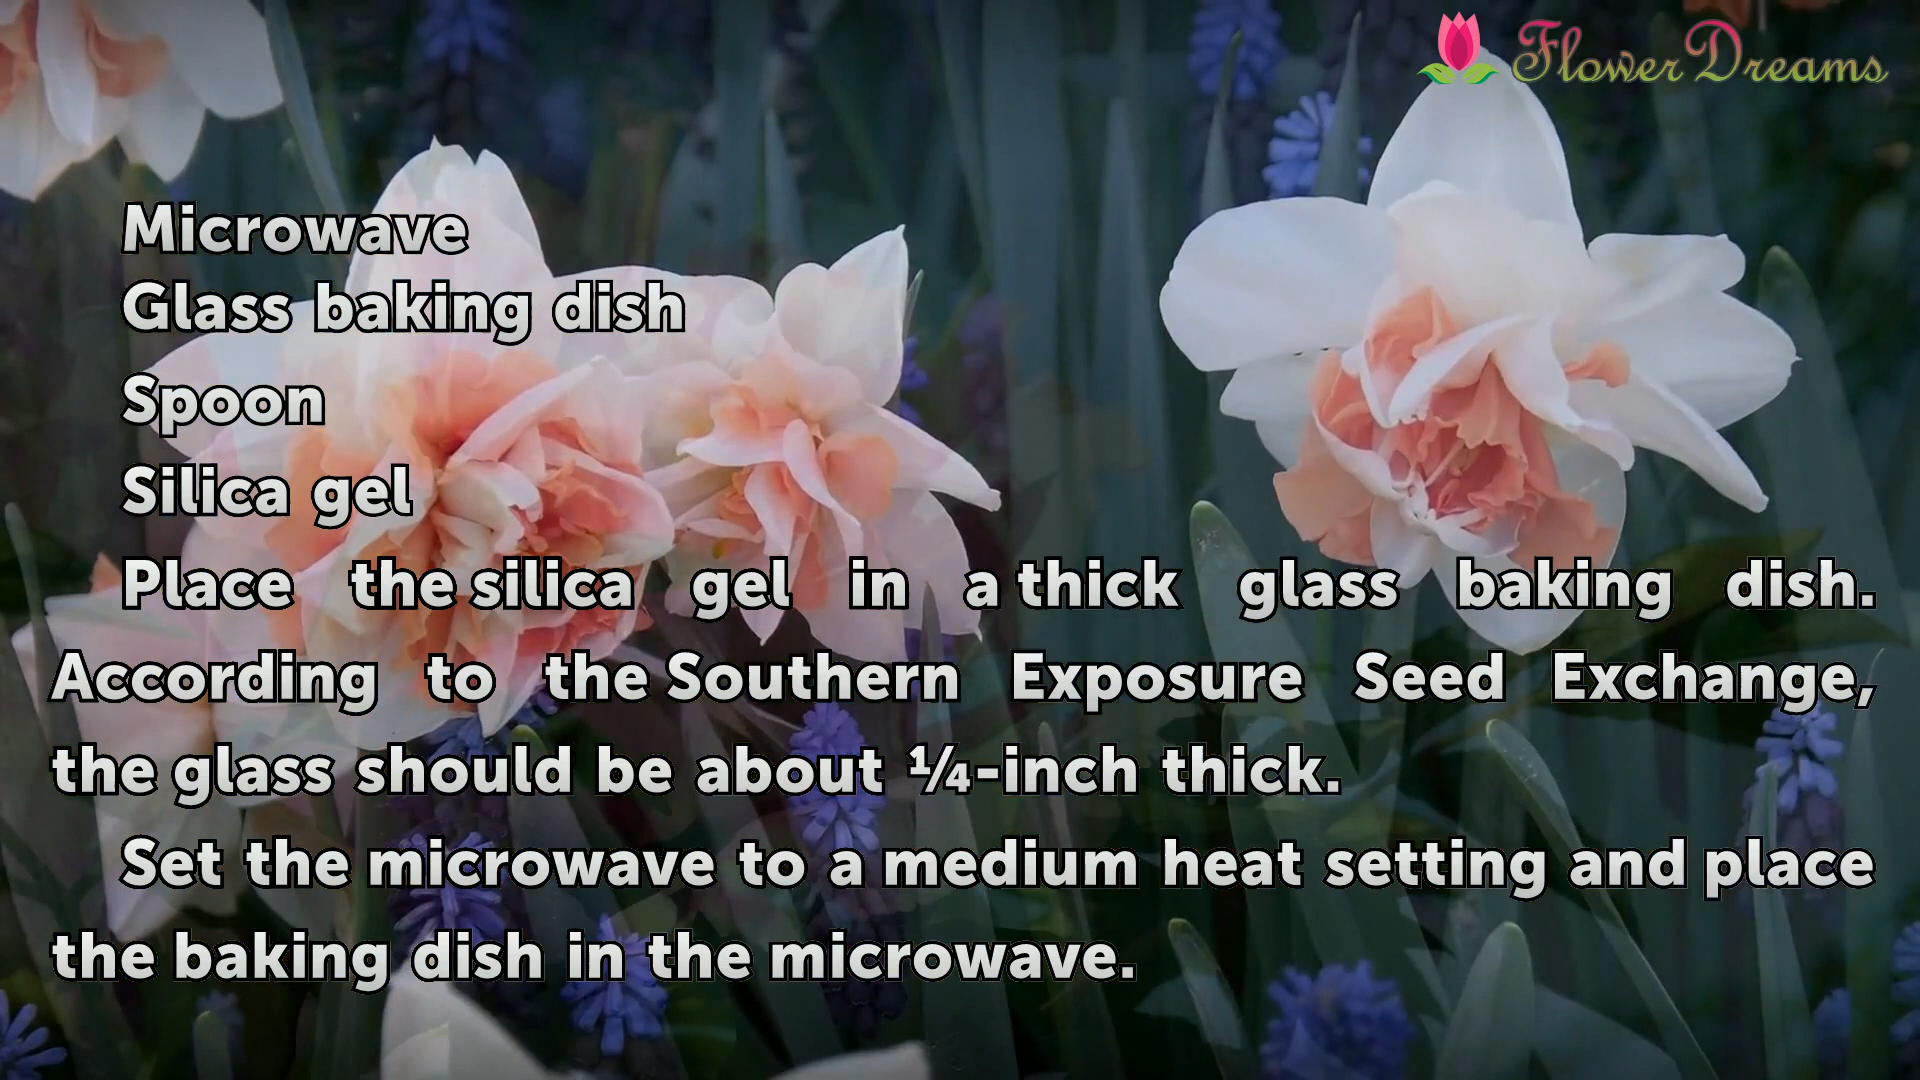 Flower Dreams
Microwave
Glass baking dish
Spoon
Silica gel
Place the silica gel in a thick glass baking dish.
According to the Southern Exposure Seed Exchange,
the glass should be about ¼-inch thick.
Set the microwave to a medium heat setting and place
the baking dish in the microwave.